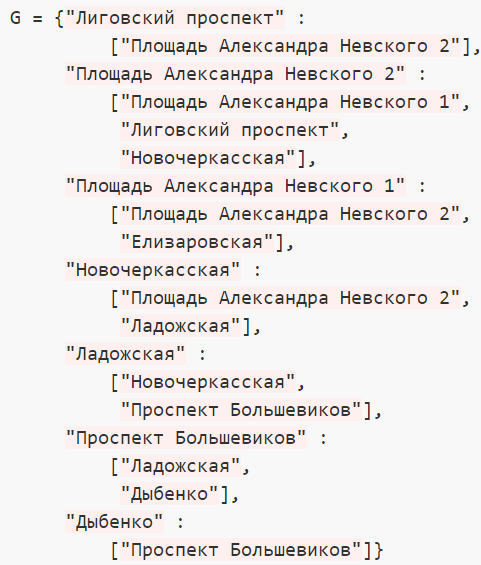 G = {"Лиговский проспект" :
["Площадь Александра Невского 2"],
"Площадь Александра Невского 2" :
["Площадь Александра Невского 1",
"Лиговский проспект",
"Новочеркасская"],
"Площадь Александра Невского 1" :
["Площадь Александра Невского 2",
"Елизаровская"],
"Новочеркасская" :
["Площадь Александра Невского 2",
"Ладожская"],
"Ладожская" :
["Новочеркасская",
"Проспект Большевиков"],
"Проспект Большевиков" :
["Ладожская",
"Дыбенко"],
"Дыбенко" :
["Проспект Большевиков"]}